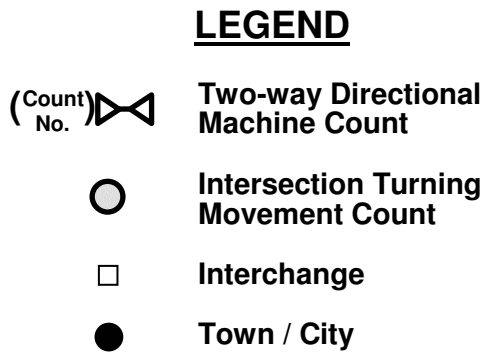 LEGEND
(Count No.) Two-way Directional
Machine Count
Intersection Turning
Movement Count
Interchange
Town / City